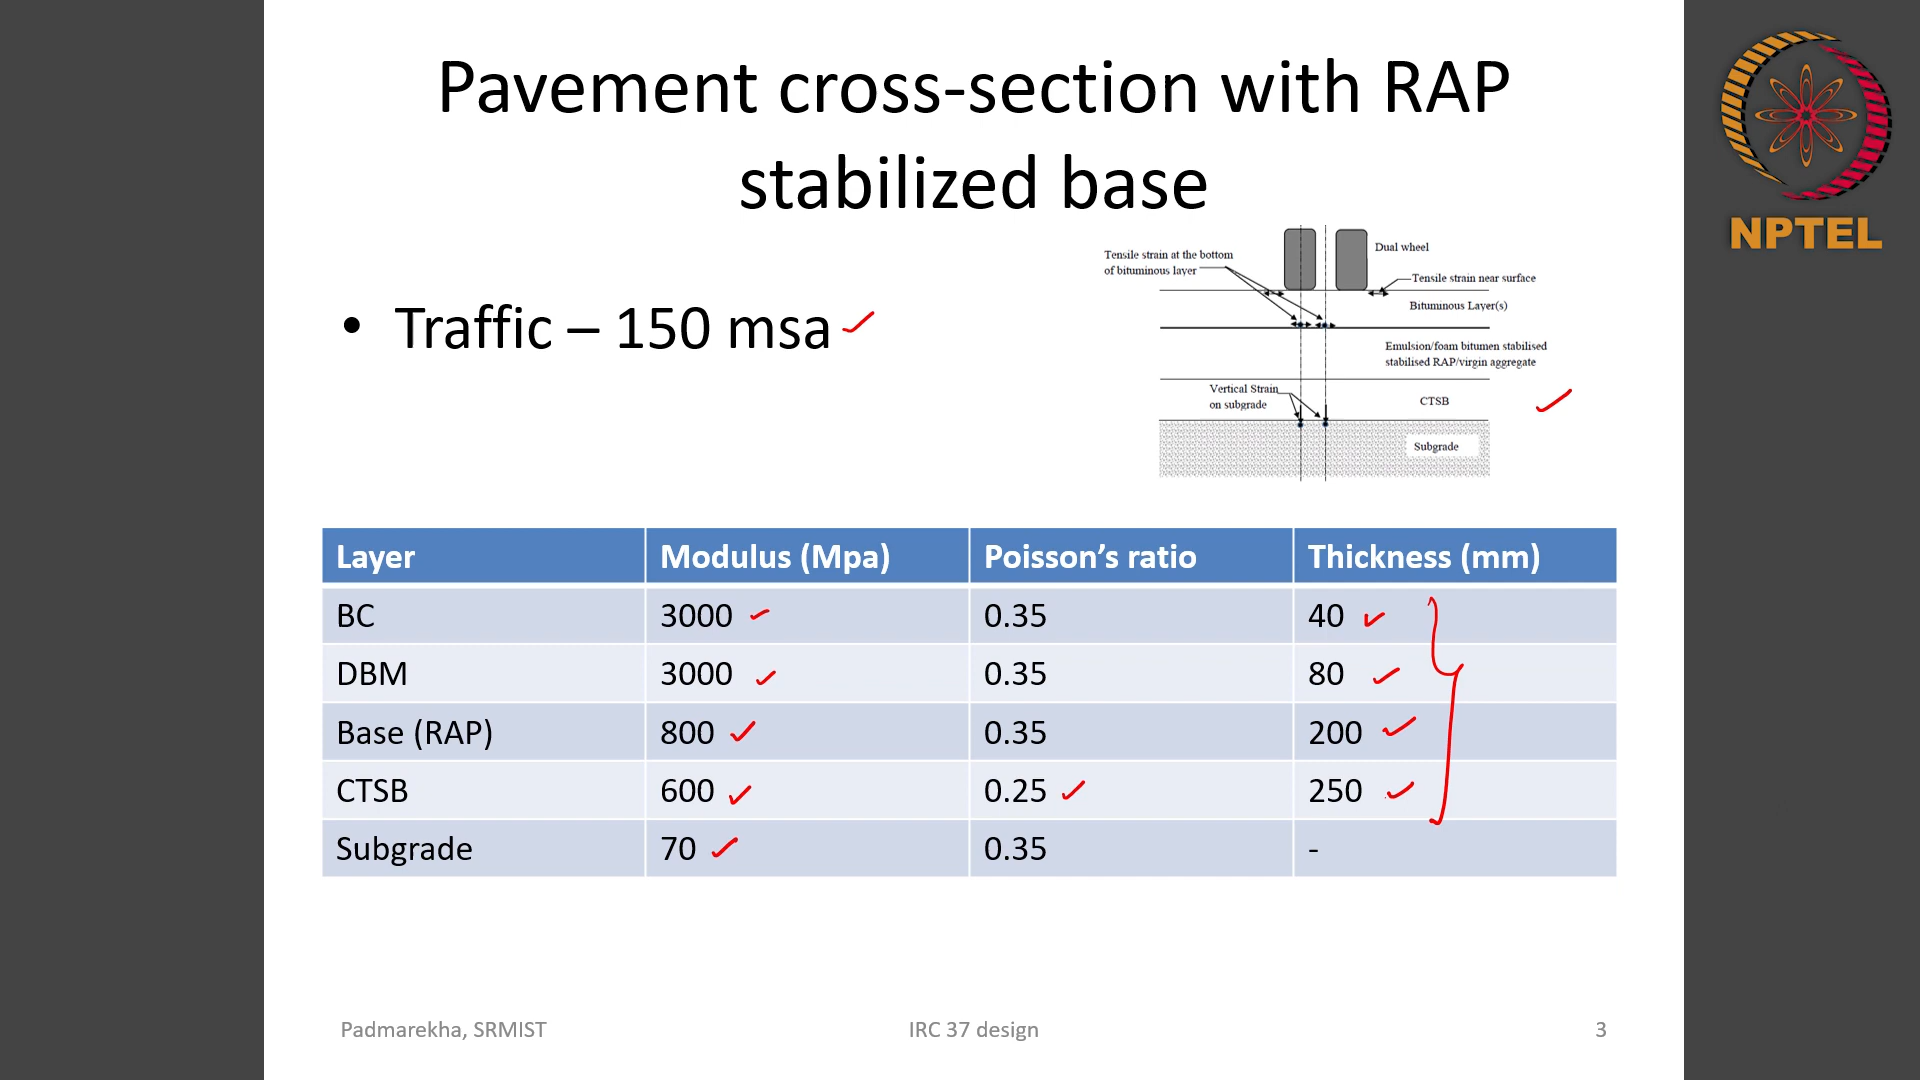 Pavement cross-section with RAP
stabilized base
NPTEL
• Traffic – 150 msa
Tensile strain at the bottom
of bituminous layer
Dual wheel
Tensile strain near surface
Bituminous Layer(s)
Emulsion/foam bitumen stabilised
stabilised RAP/virgin aggregate
Vertical Strain
on subgrade
CTSB
Subgrade
Layer Modulus (Mpa) Poisson’s ratio Thickness (mm)
BC 3000 0.35 40
DBM 3000 0.35 80
Base (RAP) 800 0.35 200
CTSB 600 0.25 250
Subgrade 70 0.35 -
Padmarekha, SRMIST IRC 37 design 3